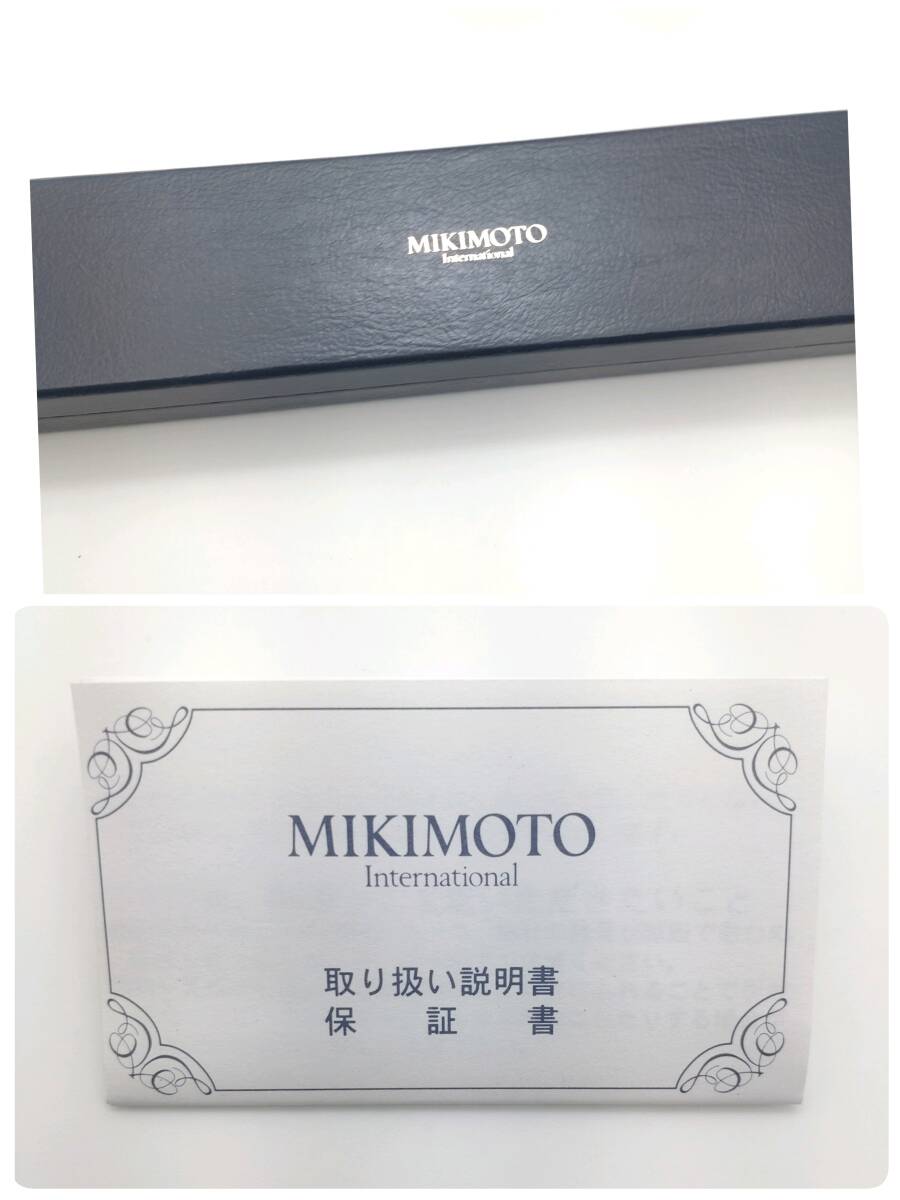 MIKIMOTO
International
MIKIMOTO
International
取り扱い説明書
保証書